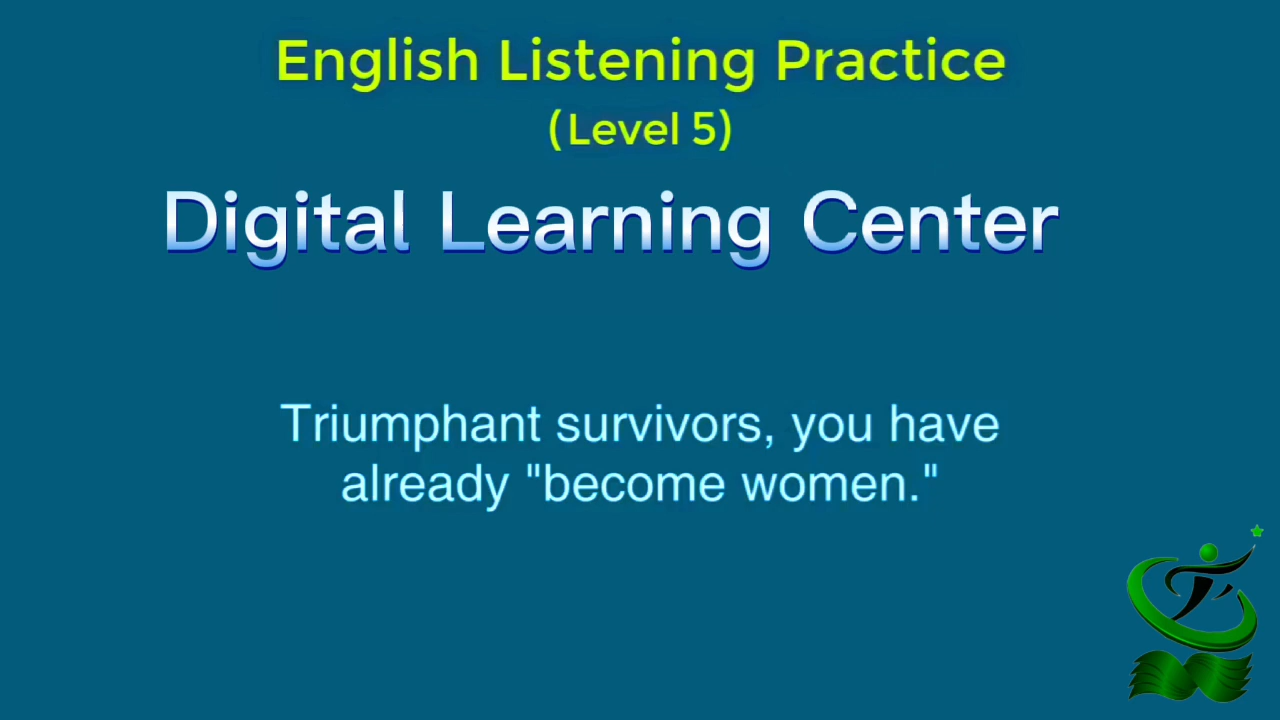 English Listening Practice
(Level 5)
Digital Learning Center
Triumphant survivors, you have
already "become women."